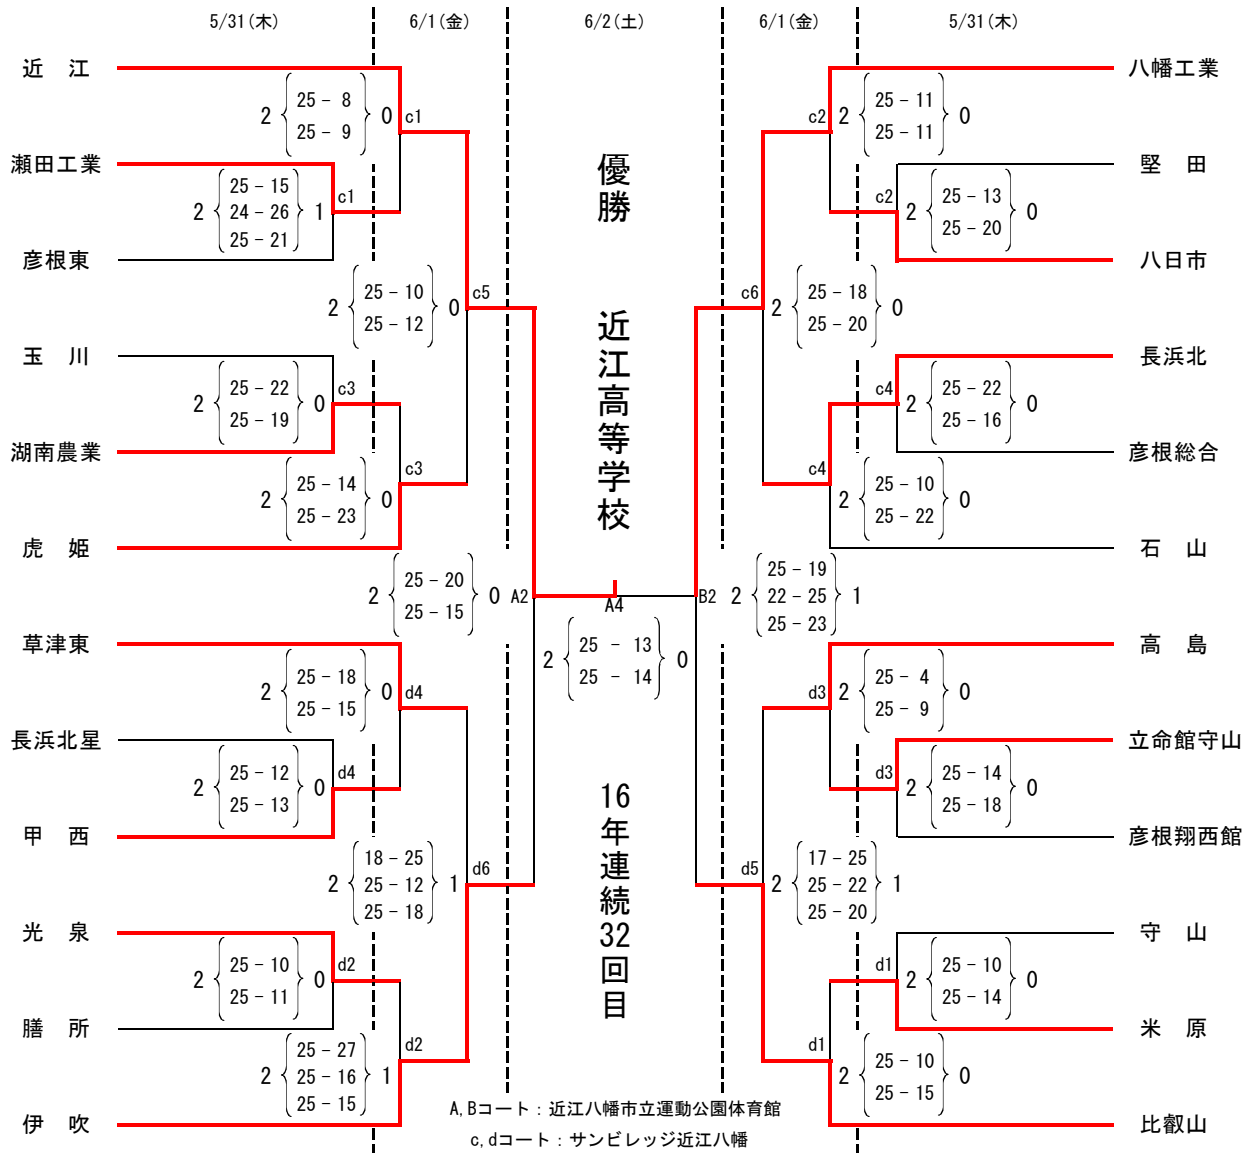 5/31(木)
6/1(金)
6/2(土)
6/1(金)
5/31(木)
近 江
25 - 8
25 - 9
2
0
c1
瀬田工業
25 - 15
24 - 26
25 - 21
2
1
c1
彦根東
25 - 10
25 - 12
2
0
c5
玉 川
25 - 22
25 - 19
2
0
c3
湖南農業
25 - 14
25 - 23
2
0
c3
虎 姫
25 - 20
25 - 15
2
0
A2
草津東
25 - 18
25 - 15
2
0
d4
長浜北星
25 - 12
25 - 13
2
0
d4
甲 西
18 - 25
25 - 12
25 - 18
2
1
d6
光 泉
25 - 10
25 - 11
2
0
d2
膳 所
25 - 27
25 - 16
25 - 15
2
1
d2
伊 吹
優勝
近江高等学校
A4
25 - 13
25 - 14
2
0
16年連続32回目
八幡工業
c2
2
25 - 11
25 - 11
0
堅 田
c2
2
25 - 13
25 - 20
0
八日市
c6
2
25 - 18
25 - 20
0
長浜北
c4
2
25 - 22
25 - 16
0
彦根総合
c4
2
25 - 10
25 - 22
0
石 山
B2
2
25 - 19
22 - 25
25 - 23
1
高 島
d3
2
25 - 4
25 - 9
0
立命館守山
d3
2
25 - 14
25 - 18
0
彦根翔西館
d5
2
17 - 25
25 - 22
25 - 20
1
守 山
d1
2
25 - 10
25 - 14
0
米 原
d1
2
25 - 10
25 - 15
0
比叡山
A,Bコート：近江八幡市立運動公園体育館
c,dコート：サンビレッジ近江八幡